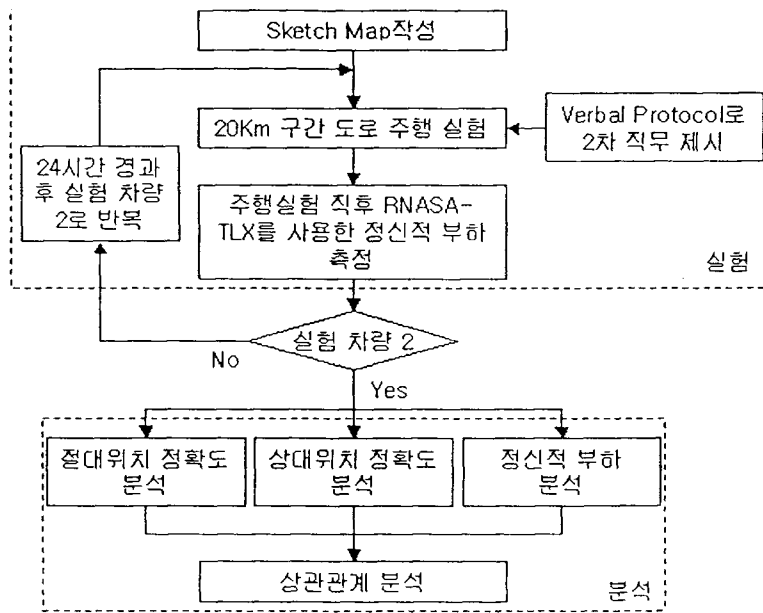 Sketch Map작성
20Km 구간 도로 주행 실험
Verbal Protocol로
2차 직무 제시
24시간 경과
후 실험 차량
2로 반복
주행실험 직후 RNASA-
TLX를 사용한 정신적 부하
측정
실험
실험 차량 2
No
Yes
절대위치 정확도
분석
상대위치 정확도
분석
정신적 부하
분석
상관관계 분석
분석